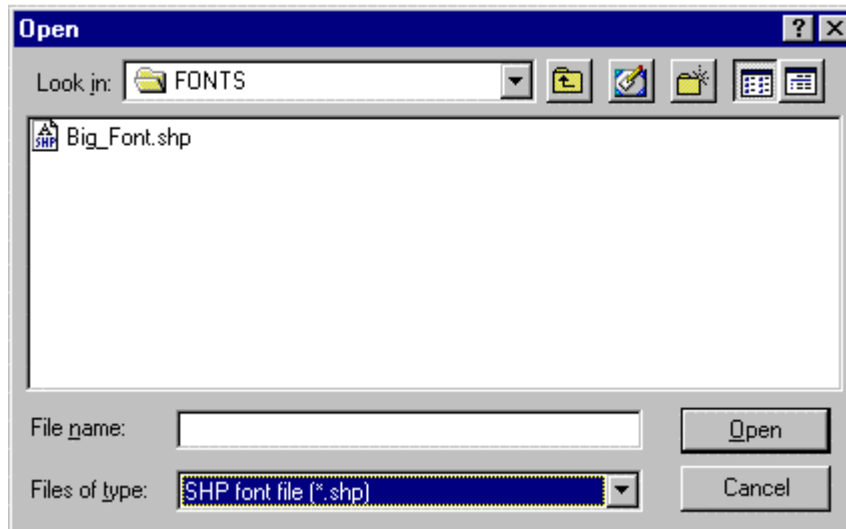 Open
Look in: FONTS
Big_Font.shp
File name:
Open
Files of type: SHP font file (*.shp)
Cancel